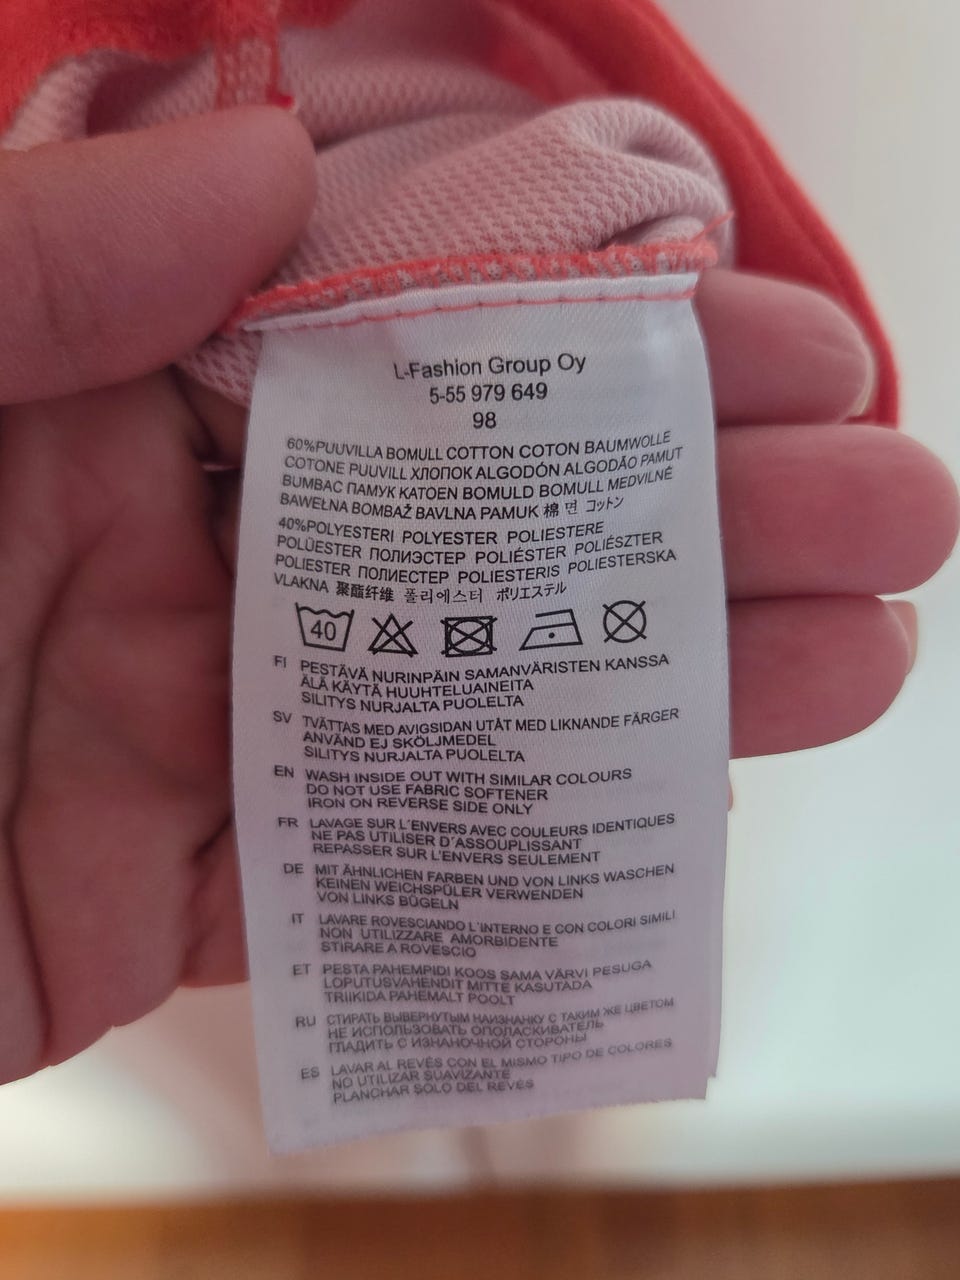 L-Fashion Group Oy
5-55 979 649
98
60%PUUVILLA BOMULL COTTON COTON BAUMWOLLE
COTONE PUUVILL ХЛОПОК ALGODÓN ALGODÃO PAMUT
BUMBAC ПАМУК KATOEN BOMULD BOMULL MEDVILNĖ
BAWEŁNA BOMBAŽ BAVLNA PAMUK 棉 면 コットン
40%POLYESTERI POLYESTER POLIESTERE
POLÜESTER ПОЛИЭСТЕР POLIÉSTER POLIÉSZTER
POLIESTER ПОЛИЕСТЕР POLIESTERIS POLIESTERSKA
VLAKNA 聚酯纤维 폴리에스터 ポリエステル
40
FI PESTÄVÄ NURINPÄIN SAMANVÄRISTEN KANSSA
ÄLÄ KÄYTÄ HUUHTELUAINEITA
SILITYS NURJALTA PUOLELTA
SV TVÄTTAS MED AVIGSIDAN UTÅT MED LIKNANDE FÄRGER
ANVÄND EJ SKÖLJMEDEL
SILITYS NURJALTA PUOLELTA
EN WASH INSIDE OUT WITH SIMILAR COLOURS
DO NOT USE FABRIC SOFTENER
IRON ON REVERSE SIDE ONLY
FR LAVAGE SUR L´ENVERS AVEC COULEURS IDENTIQUES
NE PAS UTILISER D´ASSOUPLISSANT
REPASSER SUR L´ENVERS SEULEMENT
DE MIT ÄHNLICHEN FARBEN UND VON LINKS WASCHEN
KEINEN WEICHSPÜLER VERWENDEN
VON LINKS BÜGELN
IT LAVARE ROVESCIANDO L´INTERNO E CON COLORI SIMILI
NON UTILIZZARE AMORBIDENTE
STIRARE A ROVESCIO
ET PESTA PAHEMPIDI KOOS SAMA VÄRVI PESUGA
LOPUTUSVAHENDIT MITTE KASUTADA
TRIIKIDA PAHEMALT POOLT
RU СТИРАТЬ ВЫВЕРНУТЫМ НАИЗНАНКУ С ТАКИМ ЖЕ ЦВЕТОМ
НЕ ИСПОЛЬЗОВАТЬ ОПОЛАСКИВАТЕЛЬ
ГЛАДИТЬ С ИЗНАНОЧНОЙ СТОРОНЫ
ES LAVAR AL REVÉS CON EL MISMO TIPO DE COLORES
NO UTILIZAR SUAVIZANTE
PLANCHAR SOLO DEL REVÉS